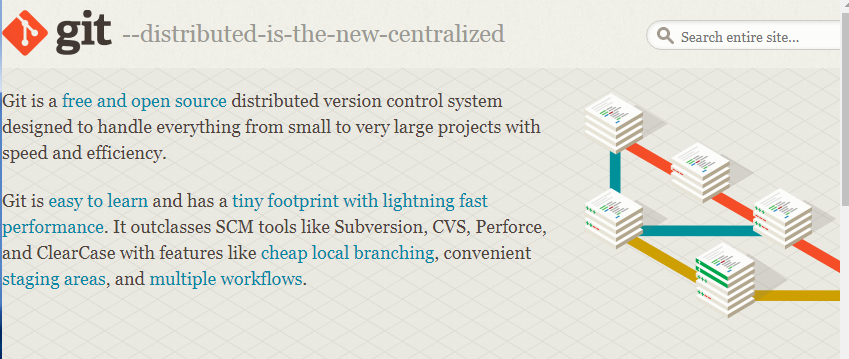 git --distributed-is-the-new-centralized
Search entire site...
Git is a free and open source distributed version control system
designed to handle everything from small to very large projects with
speed and efficiency.
Git is easy to learn and has a tiny footprint with lightning fast
performance. It outclasses SCM tools like Subversion, CVS, Perforce,
and ClearCase with features like cheap local branching, convenient
staging areas, and multiple workflows.